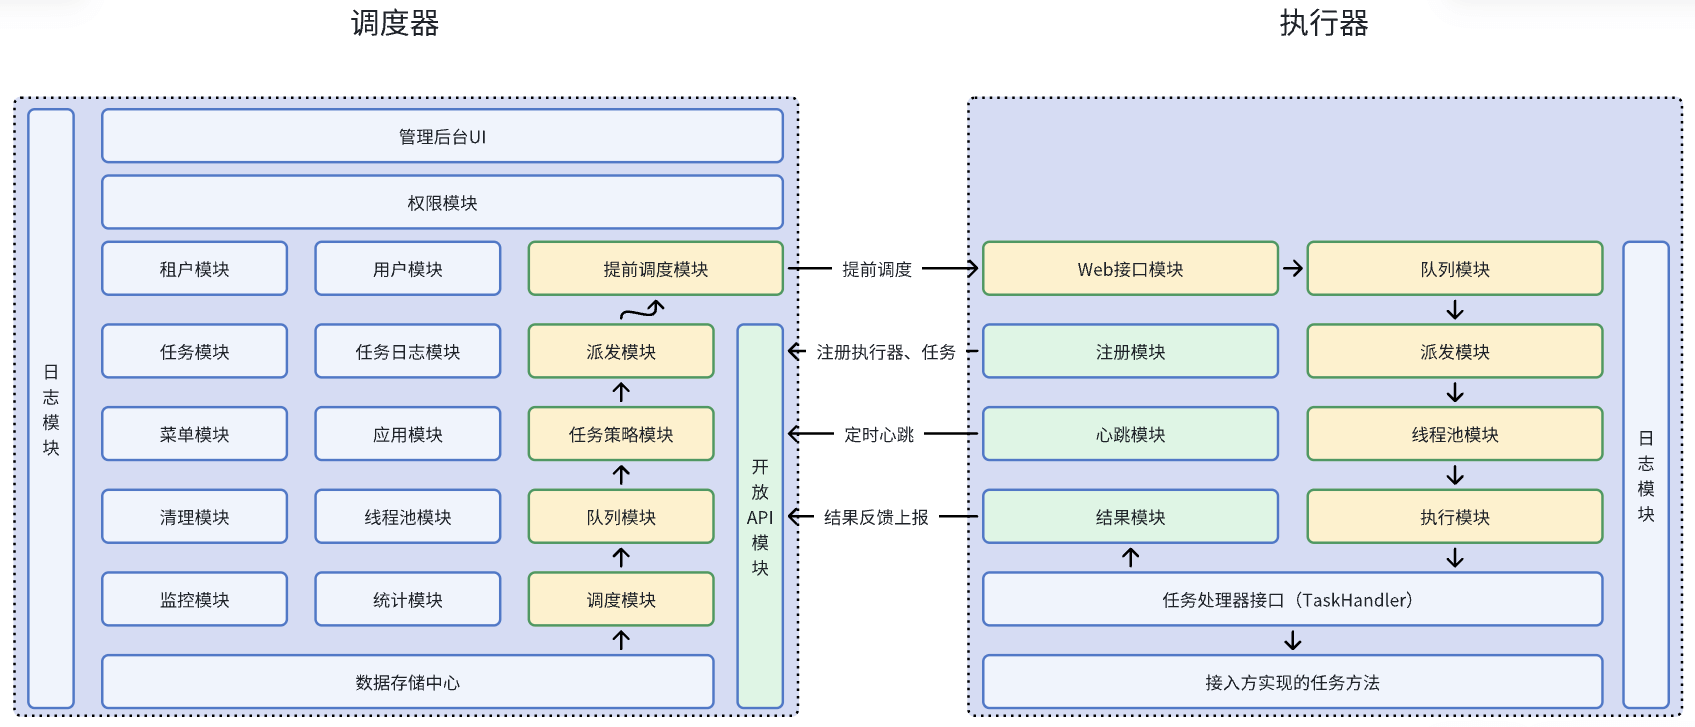 调度器
执行器
日志模块
管理后台UI
权限模块
租户模块
用户模块
提前调度模块
任务模块
任务日志模块
派发模块
菜单模块
应用模块
任务策略模块
清理模块
线程池模块
队列模块
监控模块
统计模块
调度模块
数据存储中心
开放API模块
提前调度
注册执行器、任务
定时心跳
结果反馈上报
Web接口模块
队列模块
注册模块
派发模块
心跳模块
线程池模块
结果模块
执行模块
任务处理器接口（TaskHandler）
接入方实现的任务方法
日志模块